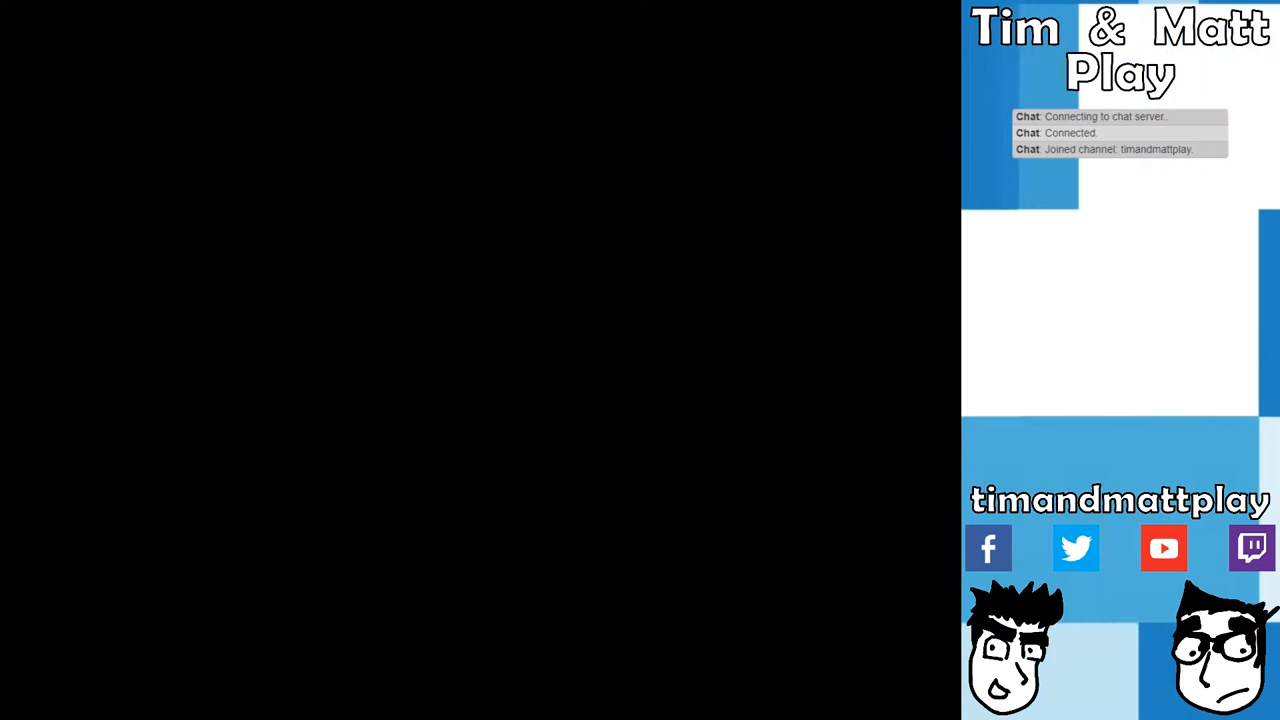 Tim & Matt
Play
Chat: Connecting to chat server..
Chat: Connected.
Chat: Joined channel: timandmattplay.
timandmattplay